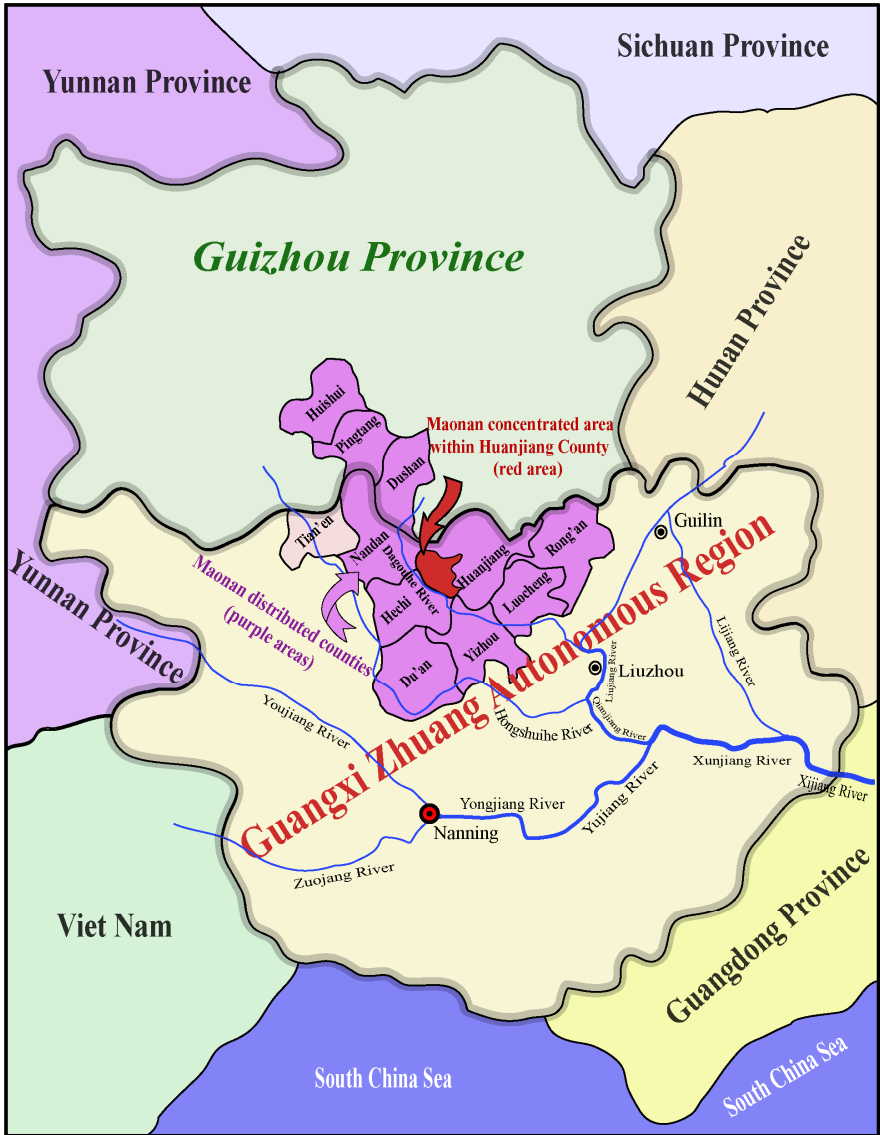 Sichuan Province
Yunnan Province
Guizhou Province
Hunan Province
Huishui
Pingtang
Dushan
Maonan concentrated area
within Huanjiang County
(red area)
Tian'en
Nandan
Dagouhe River
Huanjiang
Rong'an
Guilin
Luocheng
Hechi
Yizhou
Du'an
Maonan distributed counties
(purple areas)
Yunnan Province
Guangxi Zhuang Autonomous Region
Liuzhou
Liujiang River
Lijiang River
Youjiang River
Hongshuihe River
Qianjiang River
Xunjiang River
Xijiang River
Yongjiang River
Yujiang River
Nanning
Zuojang River
Viet Nam
Guangdong Province
South China Sea
South China Sea